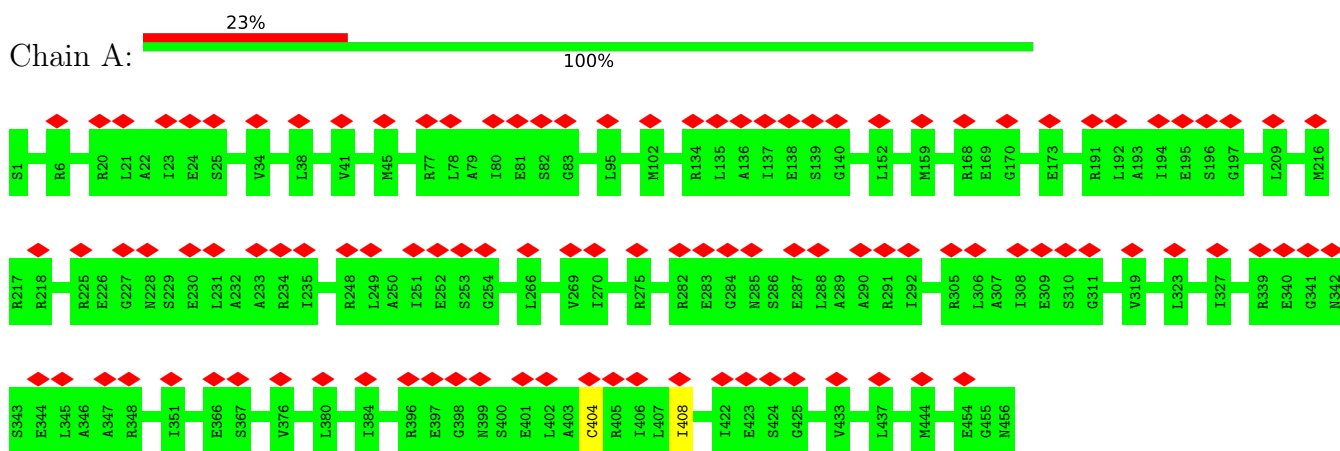 23%
Chain A:
100%
S1 R6 R20 L21 A22 I23 E24 S25 V34 L38 V41 M45 R77 L78 A79 I80 E81 S82 G83 L95 M102 R134 L135 A136 I137 E138 S139 G140 L152 M159 R168 E169 G170 E173 R191 L192 A193 I194 E195 S196 G197 L209 M216
R217 R218 R225 E226 G227 N228 S229 E230 L231 A232 A233 R234 I235 R248 L249 A250 I251 E252 S253 G254 L266 V269 I270 R275 R282 E283 G284 N285 S286 E287 L288 A289 A290 R291 I292 R305 L306 A307 I308 E309 S310 G311 V319 L323 I327 R339 E340 G341 N342
S343 E344 L345 A346 A347 R348 I351 E366 S367 V376 L380 I384 R396 E397 G398 N399 S400 E401 L402 A403 C404 R405 I406 L407 I408 I422 E423 S424 G425 V433 L437 M444 E454 G455 N456